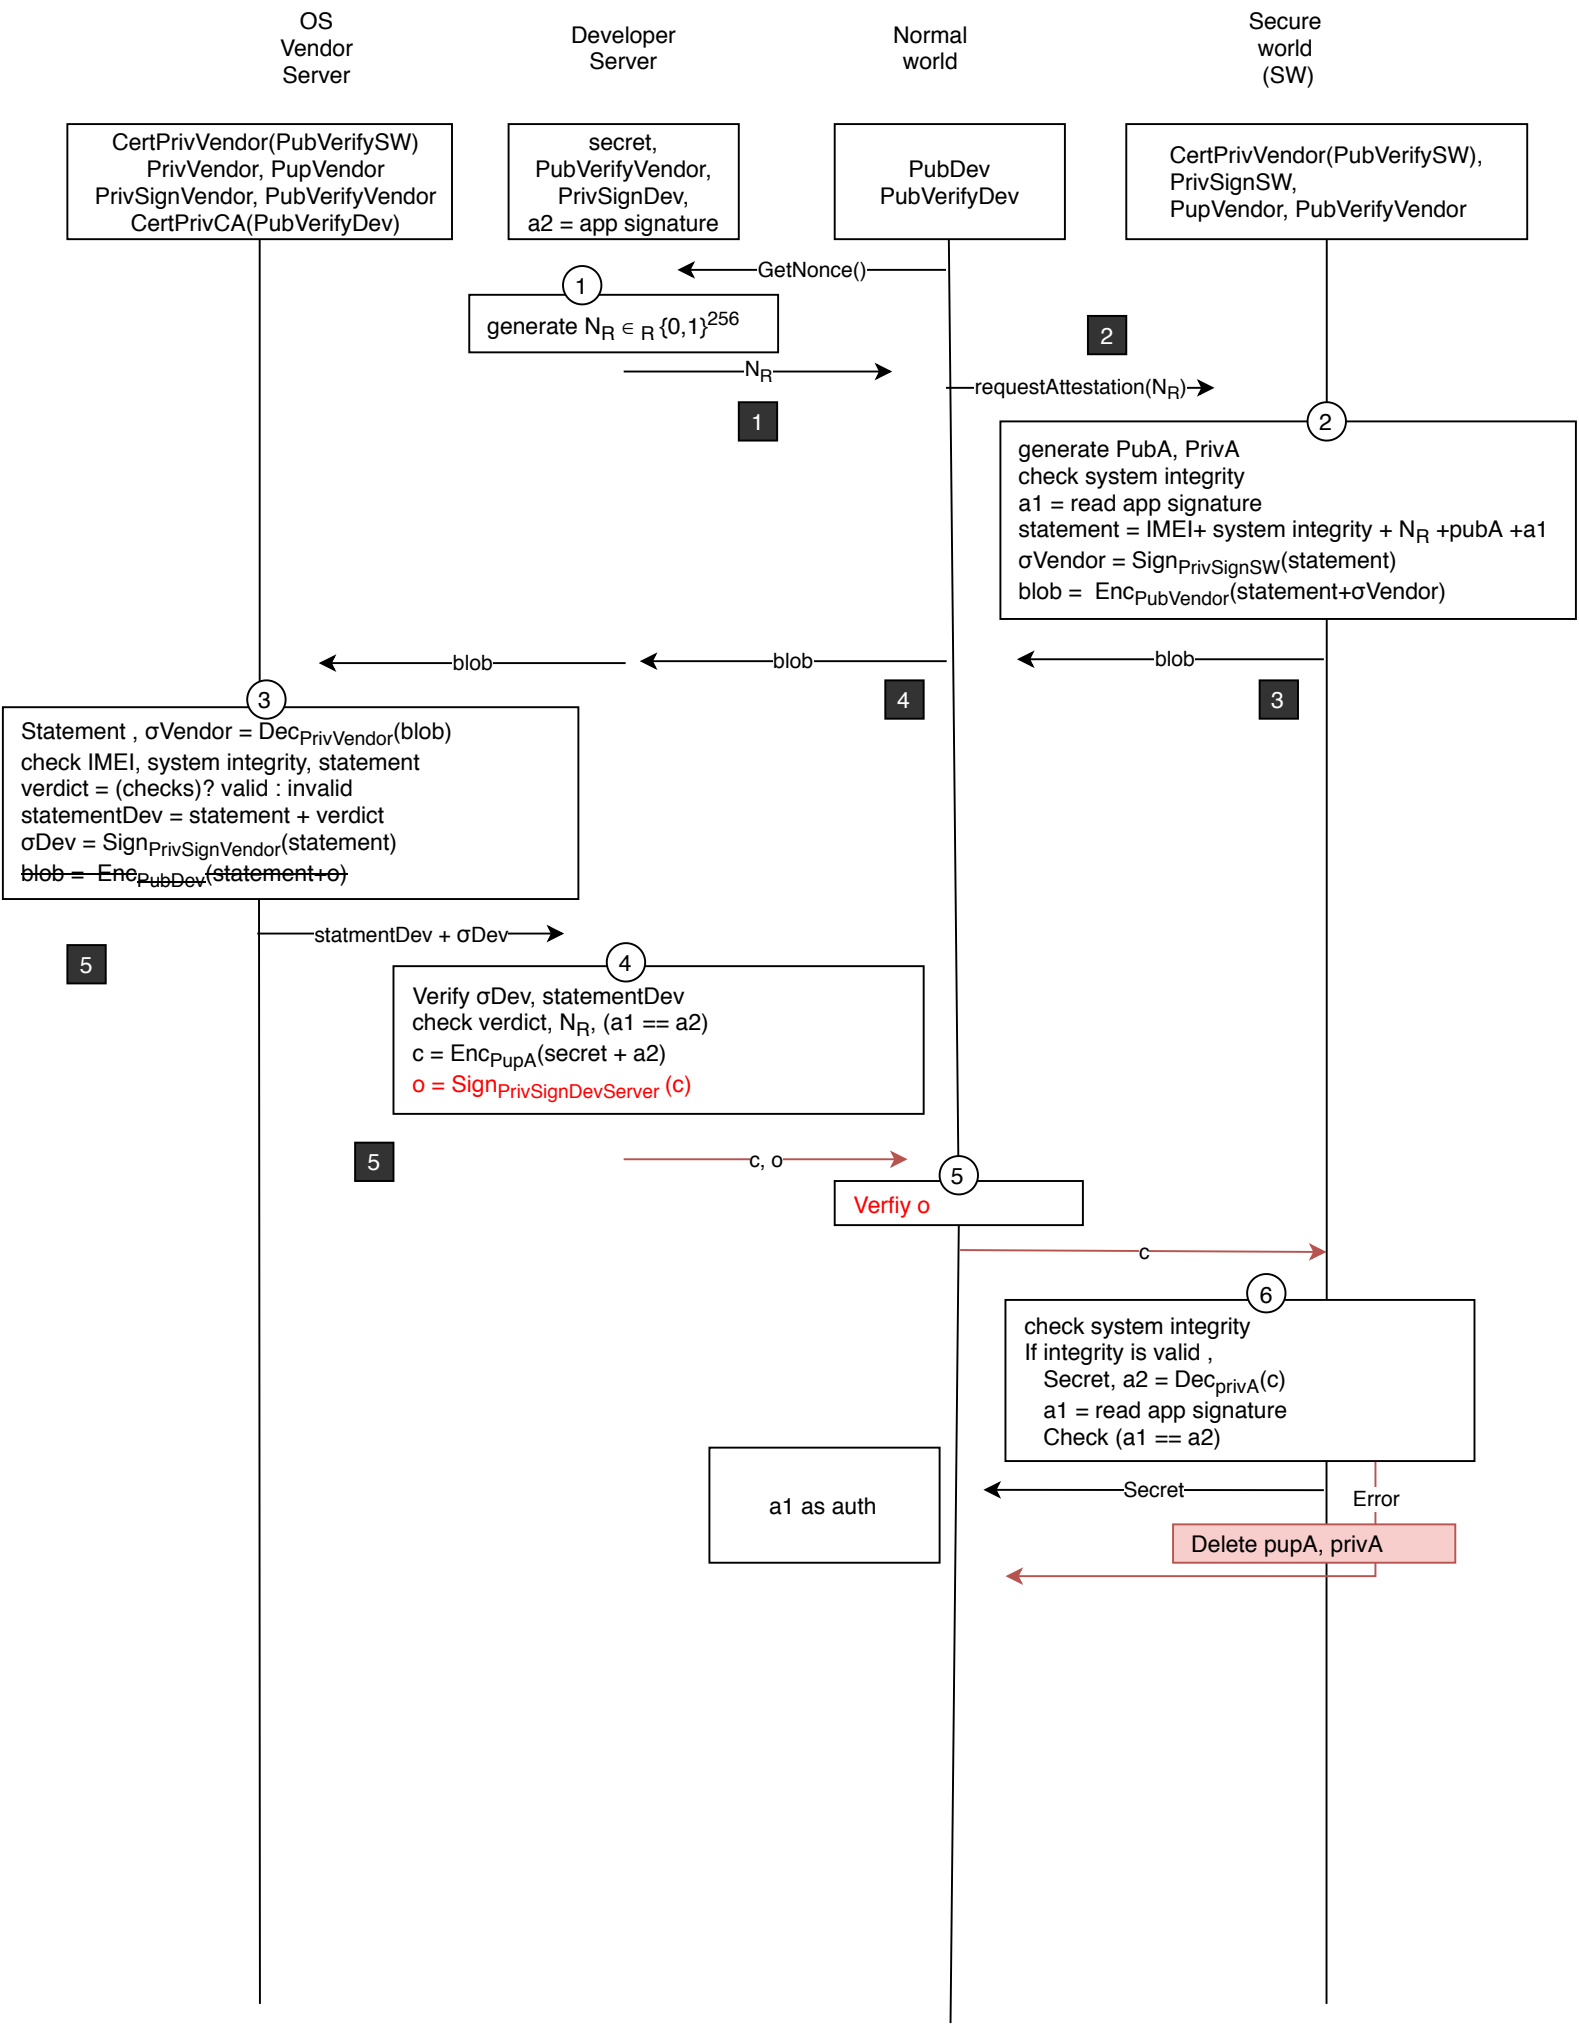 OS
Vendor
Server
Developer
Server
Normal
world
Secure
world
(SW)
CertPrivVendor(PubVerifySW)
PrivVendor, PupVendor
PrivSignVendor, PubVerifyVendor
CertPrivCA(PubVerifyDev)
secret,
PubVerifyVendor,
PrivSignDev,
a2 = app signature
PubDev
PubVerifyDev
CertPrivVendor(PubVerifySW),
PrivSignSW,
PupVendor, PubVerifyVendor
GetNonce()
1
generate NR ∈ R {0,1}256
NR
1
2
requestAttestation(NR)
2
generate PubA, PrivA
check system integrity
a1 = read app signature
statement = IMEI+ system integrity + NR +pubA +a1
σVendor = SignPrivSignSW(statement)
blob = EncPubVendor(statement+σVendor)
blob
blob
blob
4
3
3
Statement , σVendor = DecPrivVendor(blob)
check IMEI, system integrity, statement
verdict = (checks)? valid : invalid
statementDev = statement + verdict
σDev = SignPrivSignVendor(statement)
blob = EncPubDev(statement+o)
statmentDev + σDev
5
4
Verify σDev, statementDev
check verdict, NR, (a1 == a2)
c = EncPupA(secret + a2)
o = SignPrivSignDevServer (c)
5
c, o
5
Verfiy o
c
6
check system integrity
If integrity is valid ,
Secret, a2 = DecprivA(c)
a1 = read app signature
Check (a1 == a2)
Secret
Error
a1 as auth
Delete pupA, privA